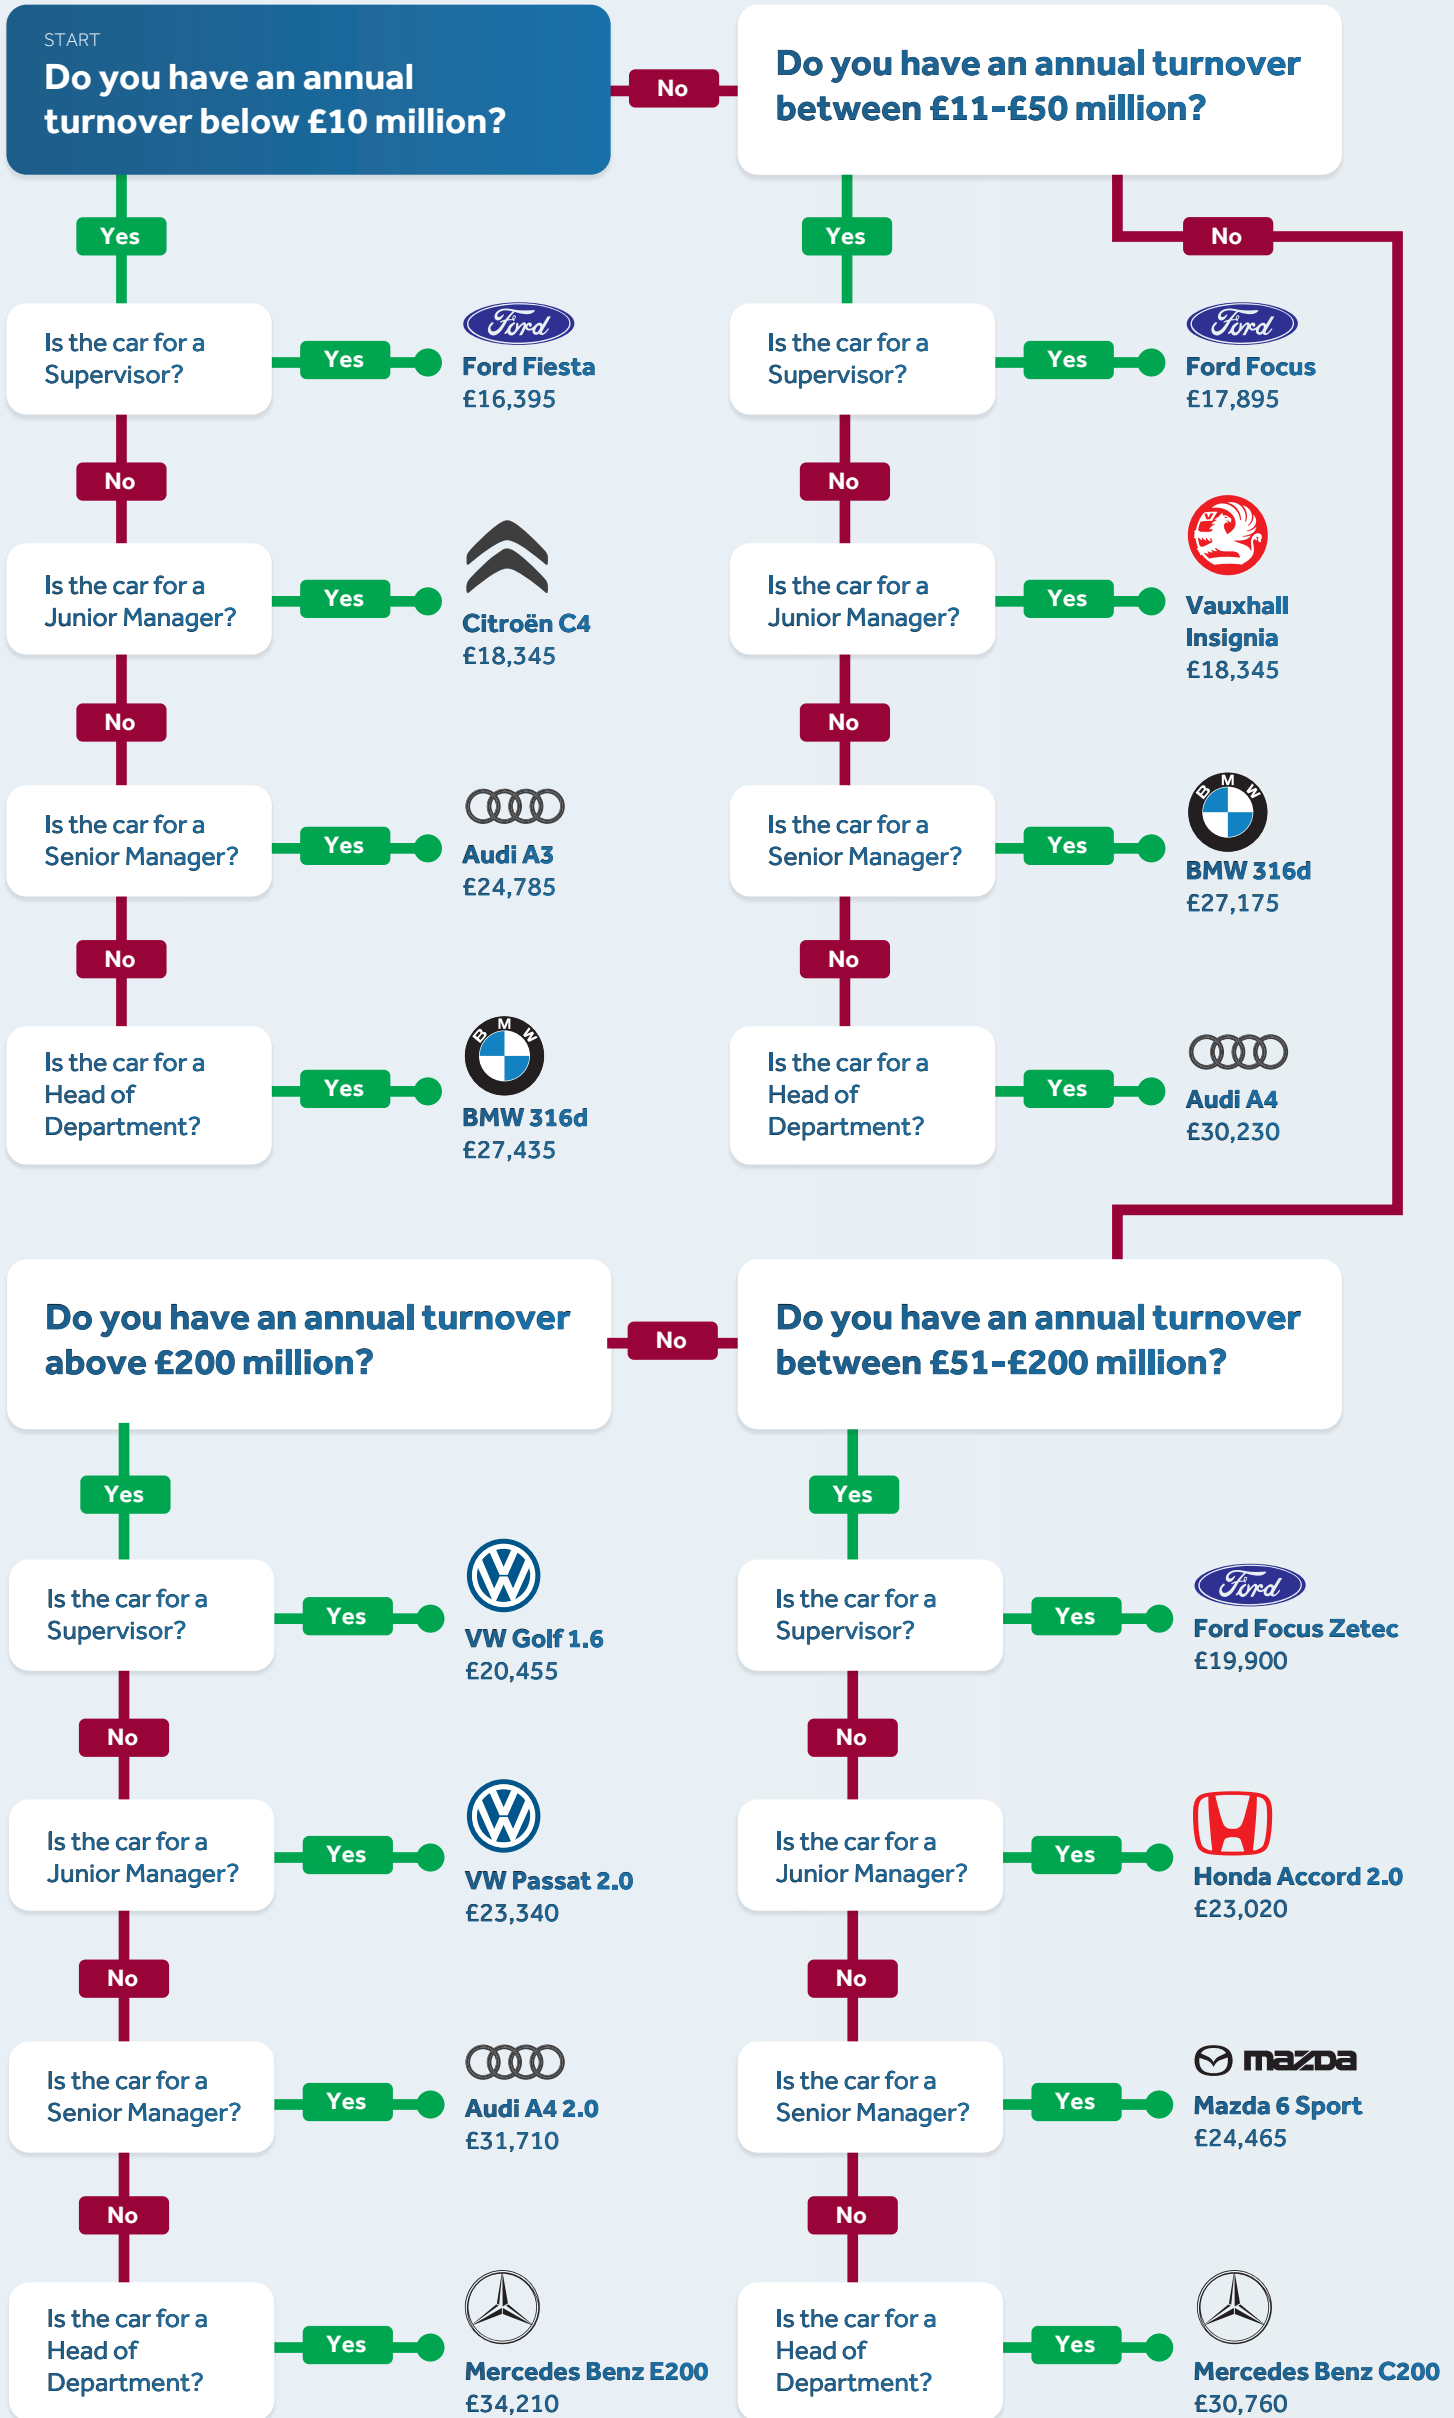 START
Do you have an annual
turnover below £10 million?
No
Do you have an annual turnover
between £11-£50 million?
Yes
Is the car for a
Supervisor?
Yes
Ford
Ford Fiesta
£16,395
No
Is the car for a
Junior Manager?
Yes
Citroën C4
£18,345
No
Is the car for a
Senior Manager?
Yes
Audi A3
£24,785
No
Is the car for a
Head of
Department?
Yes
BMW
BMW 316d
£27,435
Yes
No
Is the car for a
Supervisor?
Yes
Ford
Ford Focus
£17,895
No
Is the car for a
Junior Manager?
Yes
V
Vauxhall
Insignia
£18,345
No
Is the car for a
Senior Manager?
Yes
BMW
BMW 316d
£27,175
No
Is the car for a
Head of
Department?
Yes
Audi A4
£30,230
Do you have an annual turnover
above £200 million?
No
Do you have an annual turnover
between £51-£200 million?
Yes
Is the car for a
Supervisor?
Yes
VW Golf 1.6
£20,455
No
Is the car for a
Junior Manager?
Yes
VW Passat 2.0
£23,340
No
Is the car for a
Senior Manager?
Yes
Audi A4 2.0
£31,710
No
Is the car for a
Head of
Department?
Yes
Mercedes Benz E200
£34,210
Yes
Is the car for a
Supervisor?
Yes
Ford
Ford Focus Zetec
£19,900
No
Is the car for a
Junior Manager?
Yes
Honda Accord 2.0
£23,020
No
Is the car for a
Senior Manager?
Yes
mazda
Mazda 6 Sport
£24,465
No
Is the car for a
Head of
Department?
Yes
Mercedes Benz C200
£30,760